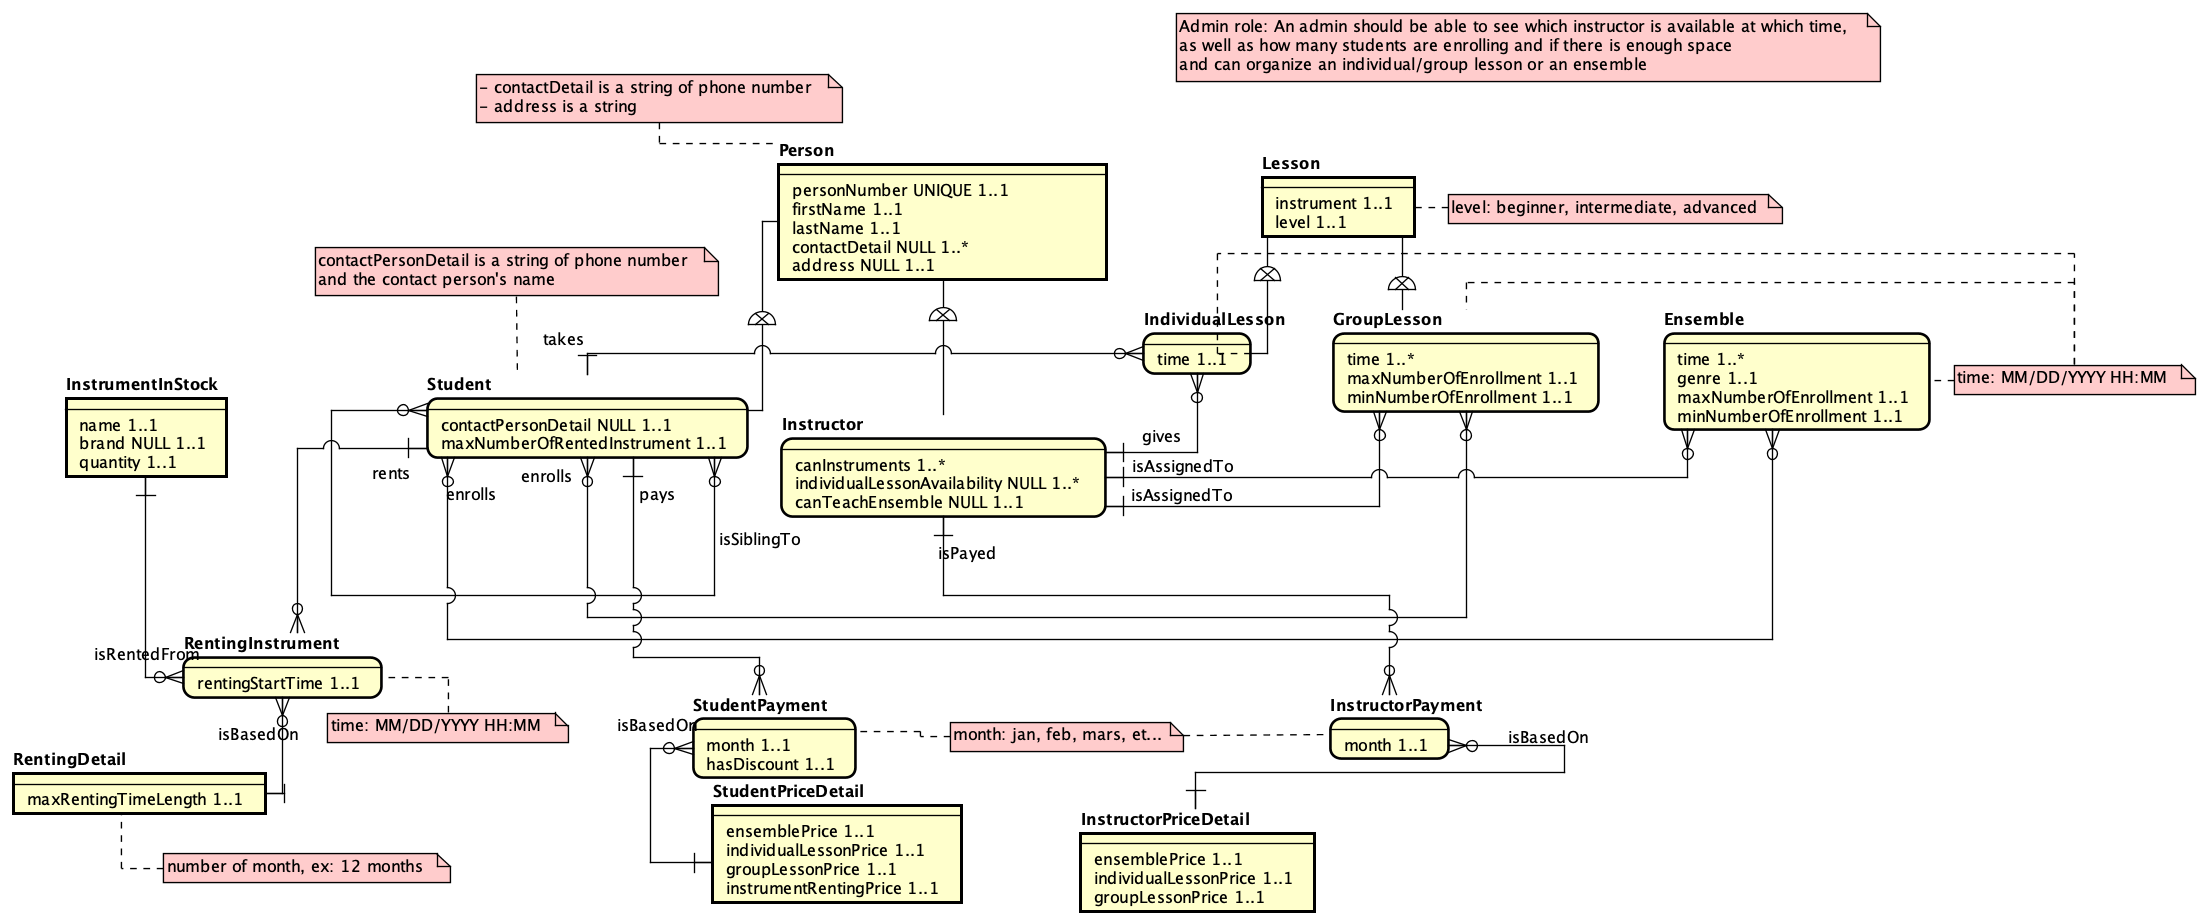 Admin role: An admin should be able to see which instructor is available at which time,
as well as how many students are enrolling and if there is enough space
and can organize an individual/group lesson or an ensemble
- contactDetail is a string of phone number
- address is a string
Person
personNumber UNIQUE 1..1
firstName 1..1
lastName 1..1
contactDetail NULL 1..*
address NULL 1..1
Lesson
instrument 1..1
level 1..1
level: beginner, intermediate, advanced
contactPersonDetail is a string of phone number
and the contact person's name
takes
IndividualLesson
time 1..1
GroupLesson
time 1..*
maxNumberOfEnrollment 1..1
minNumberOfEnrollment 1..1
Ensemble
time 1..*
genre 1..1
maxNumberOfEnrollment 1..1
minNumberOfEnrollment 1..1
time: MM/DD/YYYY HH:MM
InstrumentInStock
name 1..1
brand NULL 1..1
quantity 1..1
Student
contactPersonDetail NULL 1..1
maxNumberOfRentedInstrument 1..1
rents
enrolls
enrolls
pays
isSiblingTo
Instructor
canInstruments 1..*
individualLessonAvailability NULL 1..*
canTeachEnsemble NULL 1..1
gives
isAssignedTo
isAssignedTo
isPayed
isRentedFrom
RentingInstrument
rentingStartTime 1..1
time: MM/DD/YYYY HH:MM
isBasedOn
RentingDetail
maxRentingTimeLength 1..1
number of month, ex: 12 months
StudentPayment
month 1..1
hasDiscount 1..1
isBasedOn
month: jan, feb, mars, et...
StudentPriceDetail
ensemblePrice 1..1
individualLessonPrice 1..1
groupLessonPrice 1..1
instrumentRentingPrice 1..1
InstructorPayment
month 1..1
isBasedOn
InstructorPriceDetail
ensemblePrice 1..1
individualLessonPrice 1..1
groupLessonPrice 1..1